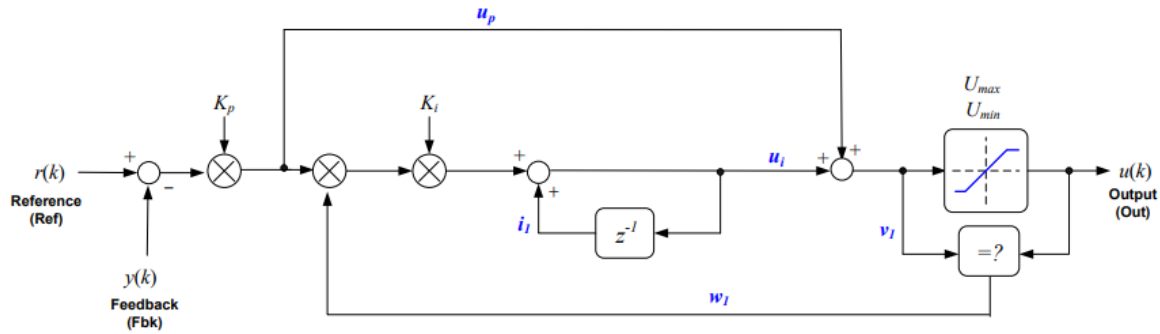 u_p
K_p
K_i
U_max
U_min
+
r(k)
−
+
+
u_i
+
+
u(k)
Reference
(Ref)
Output
(Out)
i_1
z^-1
v_1
=?
y(k)
Feedback
(Fbk)
w_1